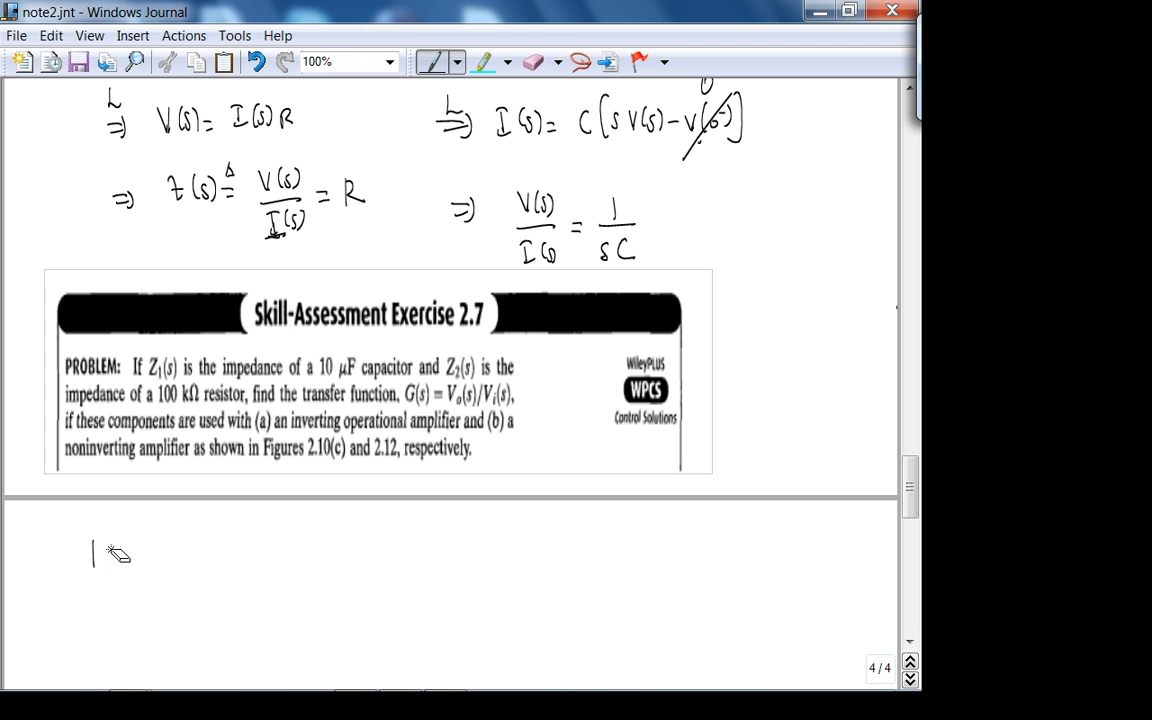 note2.jnt - Windows Journal
File Edit View Insert Actions Tools Help
100%
L ⇒ V(s) = I(s) R
L ⇒ I(s) = C[sV(s) - v(0⁻)] 0
⇒ Z(s) ≜ V(s)/I(s) = R
⇒ V(s)/I(s) = 1/sC
Skill-Assessment Exercise 2.7
PROBLEM: If Z₁(s) is the impedance of a 10 μF capacitor and Z₂(s) is the
impedance of a 100 kΩ resistor, find the transfer function, G(s) = Vₒ(s)/Vᵢ(s),
if these components are used with (a) an inverting operational amplifier and (b) a
noninverting amplifier as shown in Figures 2.10(c) and 2.12, respectively.
WileyPLUS
WPCS
Control Solutions
4 / 4